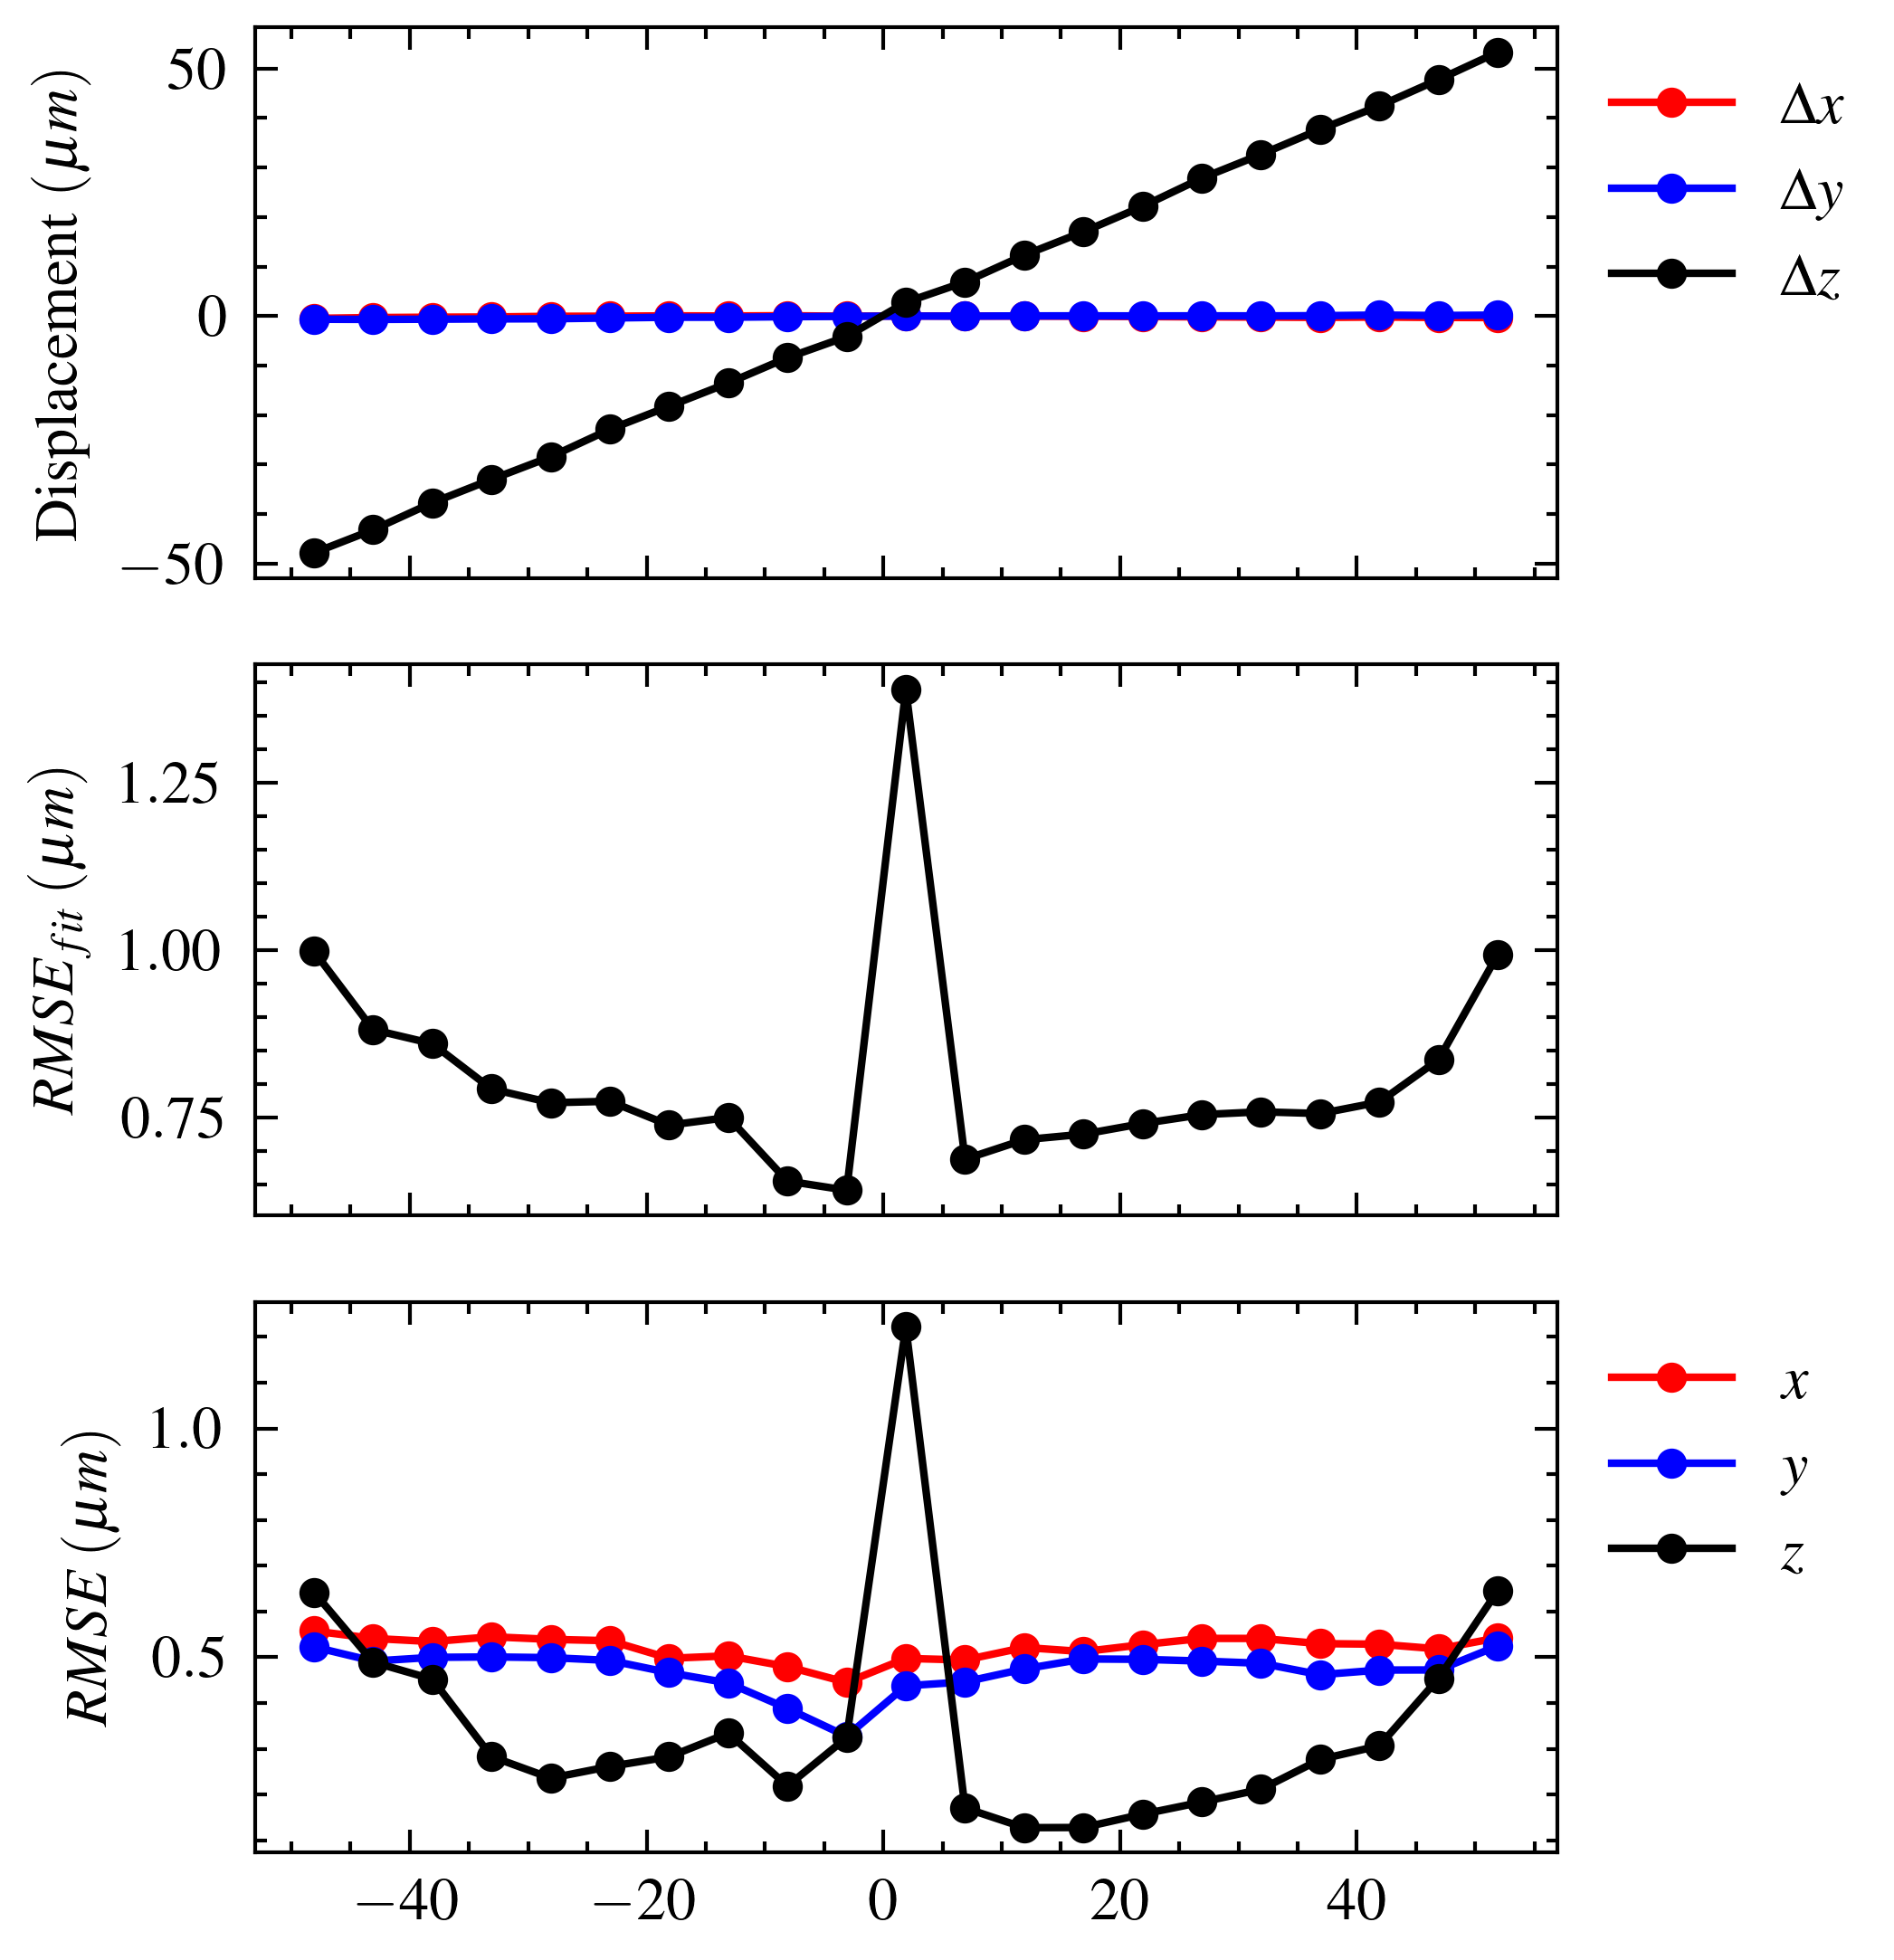 Displacement (μm)
50
0
−50
Δx
Δy
Δz
RMSE_fit (μm)
1.25
1.00
0.75
RMSE (μm)
1.0
0.5
x
y
z
−40 −20 0 20 40